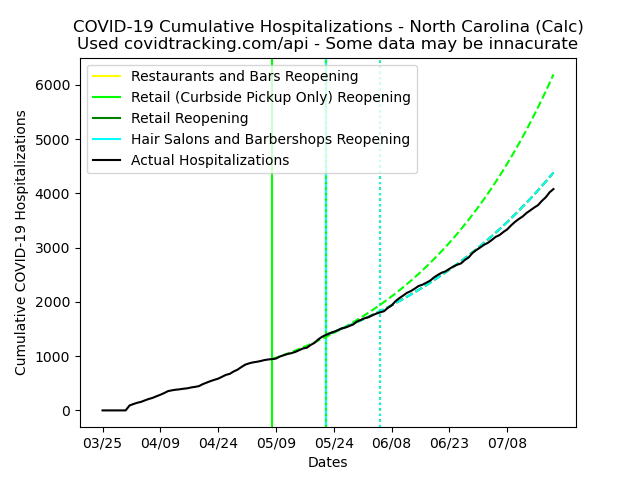 COVID-19 Cumulative Hospitalizations - North Carolina (Calc)
Used covidtracking.com/api - Some data may be innacurate
Restaurants and Bars Reopening
Retail (Curbside Pickup Only) Reopening
Retail Reopening
Hair Salons and Barbershops Reopening
Actual Hospitalizations
Cumulative COVID-19 Hospitalizations
6000
5000
4000
3000
2000
1000
0
03/25 04/09 04/24 05/09 05/24 06/08 06/23 07/08
Dates